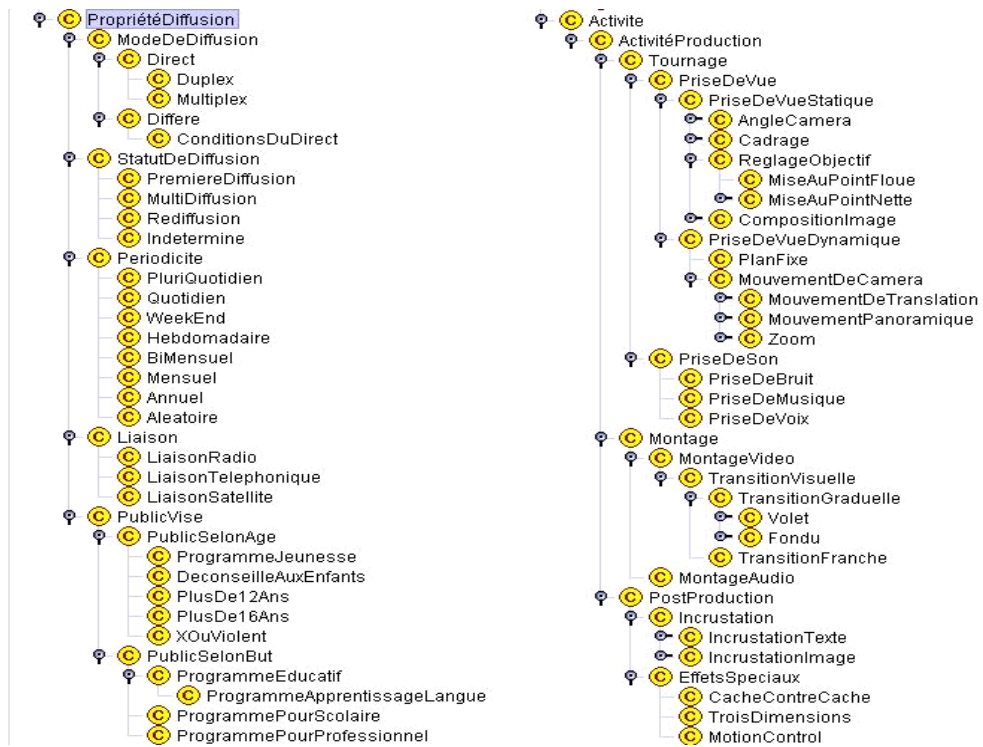 PropriétéDiffusion
ModeDeDiffusion
Direct
Duplex
Multiplex
Differe
ConditionsDuDirect
StatutDeDiffusion
PremiereDiffusion
MultiDiffusion
Rediffusion
Indetermine
Periodicite
PluriQuotidien
Quotidien
WeekEnd
Hebdomadaire
BiMensuel
Mensuel
Annuel
Aleatoire
Liaison
LiaisonRadio
LiaisonTelephonique
LiaisonSatellite
PublicVise
PublicSelonAge
ProgrammeJeunesse
DeconseilleAuxEnfants
PlusDe12Ans
PlusDe16Ans
XOuViolent
PublicSelonBut
ProgrammeEducatif
ProgrammeApprentissageLangue
ProgrammePourScolaire
ProgrammePourProfessionnel
Activite
ActivitéProduction
Tournage
PriseDeVue
PriseDeVueStatique
AngleCamera
Cadrage
ReglageObjectif
MiseAuPointFloue
MiseAuPointNette
CompositionImage
PriseDeVueDynamique
PlanFixe
MouvementDeCamera
MouvementDeTranslation
MouvementPanoramique
Zoom
PriseDeSon
PriseDeBruit
PriseDeMusique
PriseDeVoix
Montage
MontageVideo
TransitionVisuelle
TransitionGraduelle
Volet
Fondu
TransitionFranche
MontageAudio
PostProduction
Incrustation
IncrustationTexte
IncrustationImage
EffetsSpeciaux
CacheContreCache
TroisDimensions
MotionControl